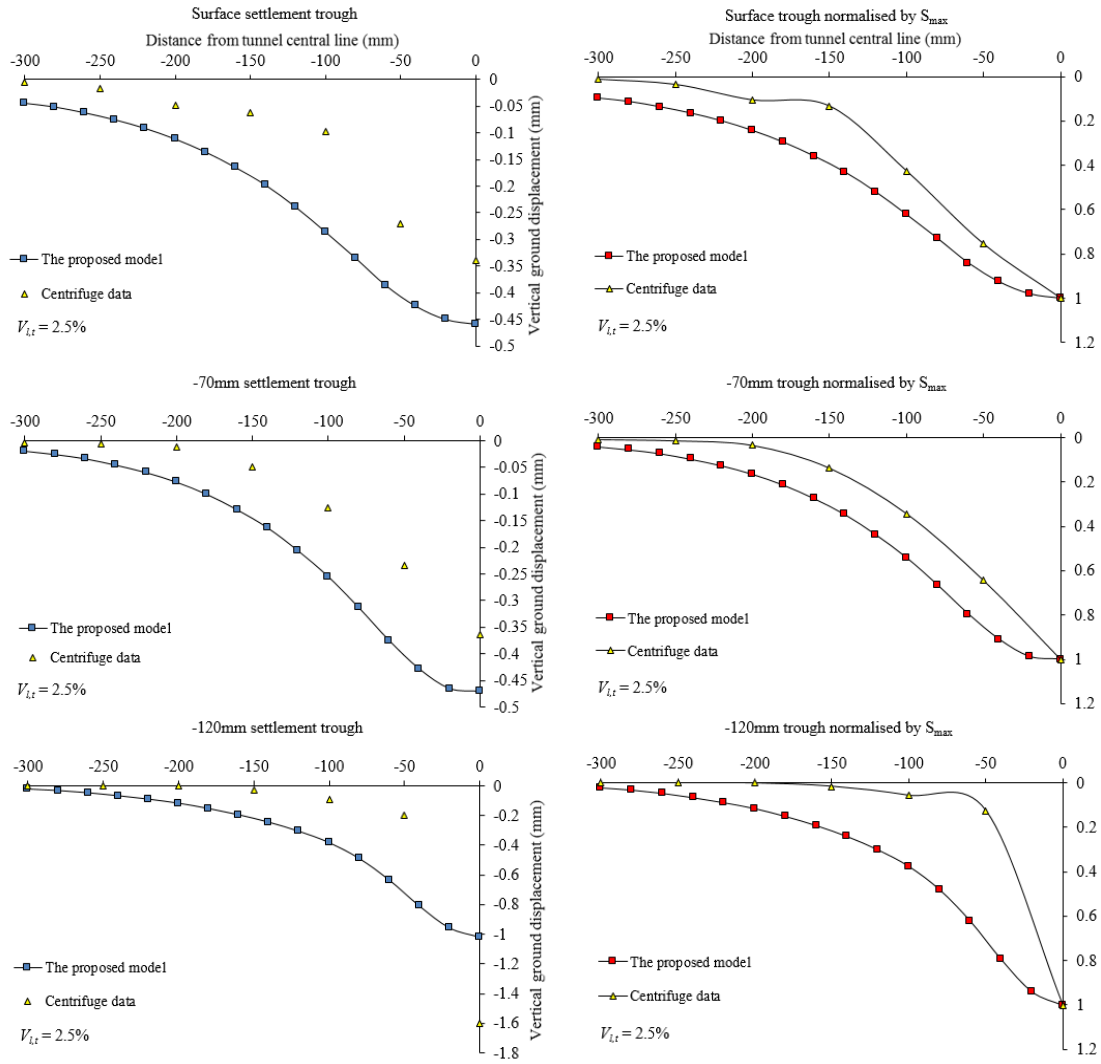 Surface settlement trough
Distance from tunnel central line (mm)
-300 -250 -200 -150 -100 -50 0
0
-0.05
-0.1
-0.15
-0.2
-0.25
-0.3
-0.35
-0.4
-0.45
-0.5
Vertical ground displacement (mm)
The proposed model
Centrifuge data
Vl,t = 2.5%
Surface trough normalised by Smax
Distance from tunnel central line (mm)
-300 -250 -200 -150 -100 -50 0
0
0.2
0.4
0.6
0.8
1
1.2
The proposed model
Centrifuge data
Vl,t = 2.5%
-70mm settlement trough
-300 -250 -200 -150 -100 -50 0
0
-0.05
-0.1
-0.15
-0.2
-0.25
-0.3
-0.35
-0.4
-0.45
-0.5
Vertical ground displacement (mm)
The proposed model
Centrifuge data
Vl,t = 2.5%
-70mm trough normalised by Smax
-300 -250 -200 -150 -100 -50 0
0
0.2
0.4
0.6
0.8
1
1.2
The proposed model
Centrifuge data
Vl,t = 2.5%
-120mm settlement trough
-300 -250 -200 -150 -100 -50 0
0
-0.2
-0.4
-0.6
-0.8
-1
-1.2
-1.4
-1.6
-1.8
Vertical ground displacement (mm)
The proposed model
Centrifuge data
Vl,t = 2.5%
-120mm trough normalised by Smax
-300 -250 -200 -150 -100 -50 0
0
0.2
0.4
0.6
0.8
1
1.2
The proposed model
Centrifuge data
Vl,t = 2.5%